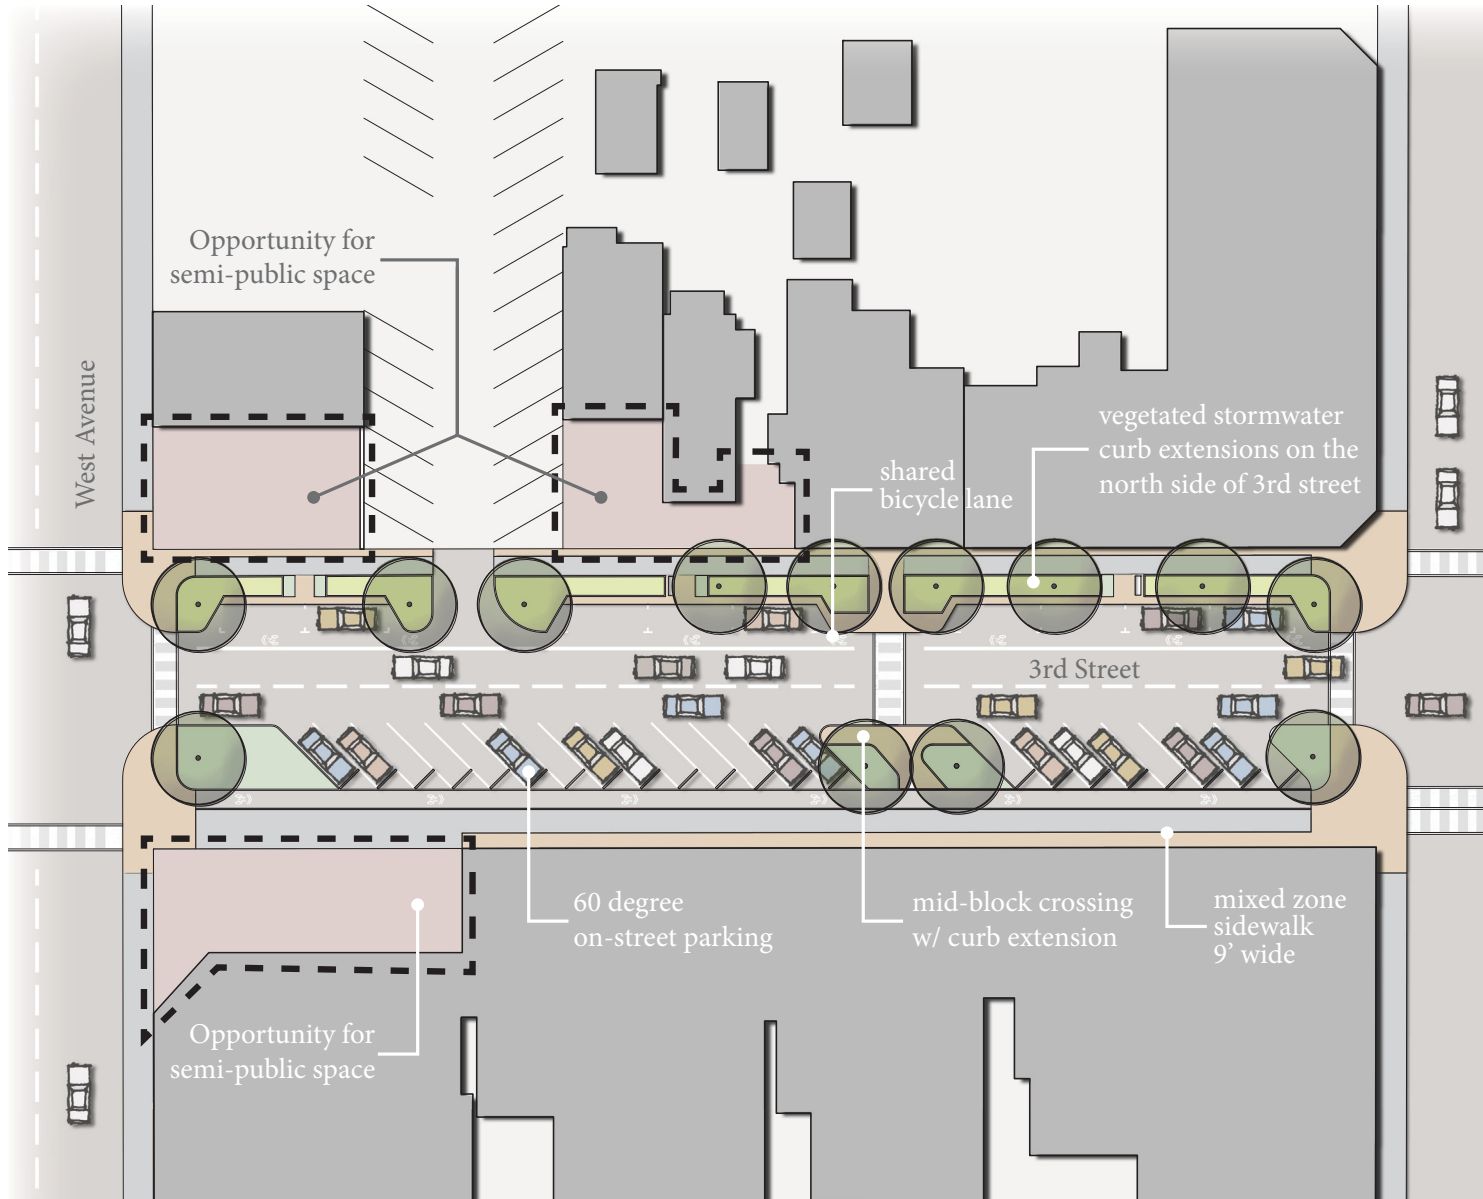 Opportunity for
semi-public space
West Avenue
vegetated stormwater
curb extensions on the
north side of 3rd street
shared
bicycle lane
3rd Street
60 degree
on-street parking
mid-block crossing
w/ curb extension
mixed zone
sidewalk
9’ wide
Opportunity for
semi-public space